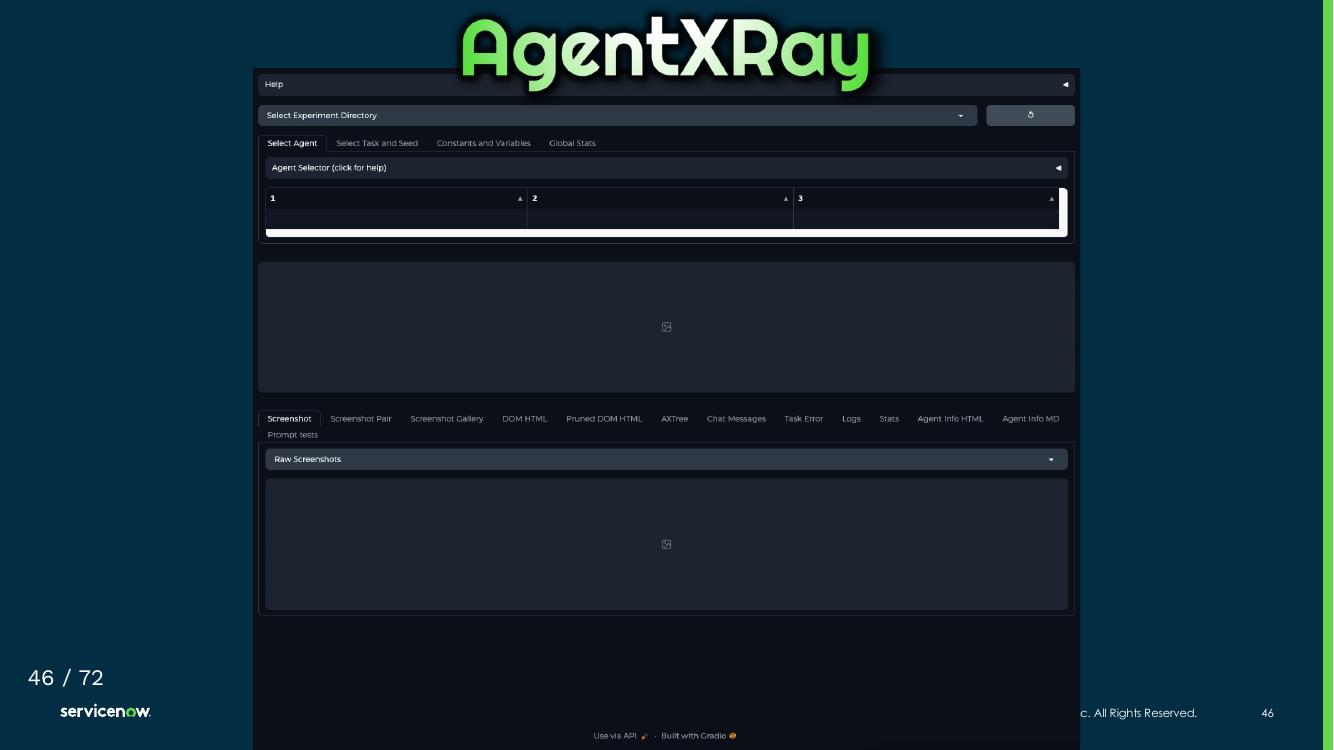 AgentXRay
Help
Select Experiment Directory
Select Agent Select Task and Seed Constants and Variables Global Stats
Agent Selector (click for help)
1 2 3
Screenshot Screenshot Pair Screenshot Gallery DOM HTML Pruned DOM HTML AXTree Chat Messages Task Error Logs Stats Agent Info HTML Agent Info MD
Prompt tests
Raw Screenshots
46 / 72
servicenow.
c. All Rights Reserved. 46
Use via API · Built with Gradio